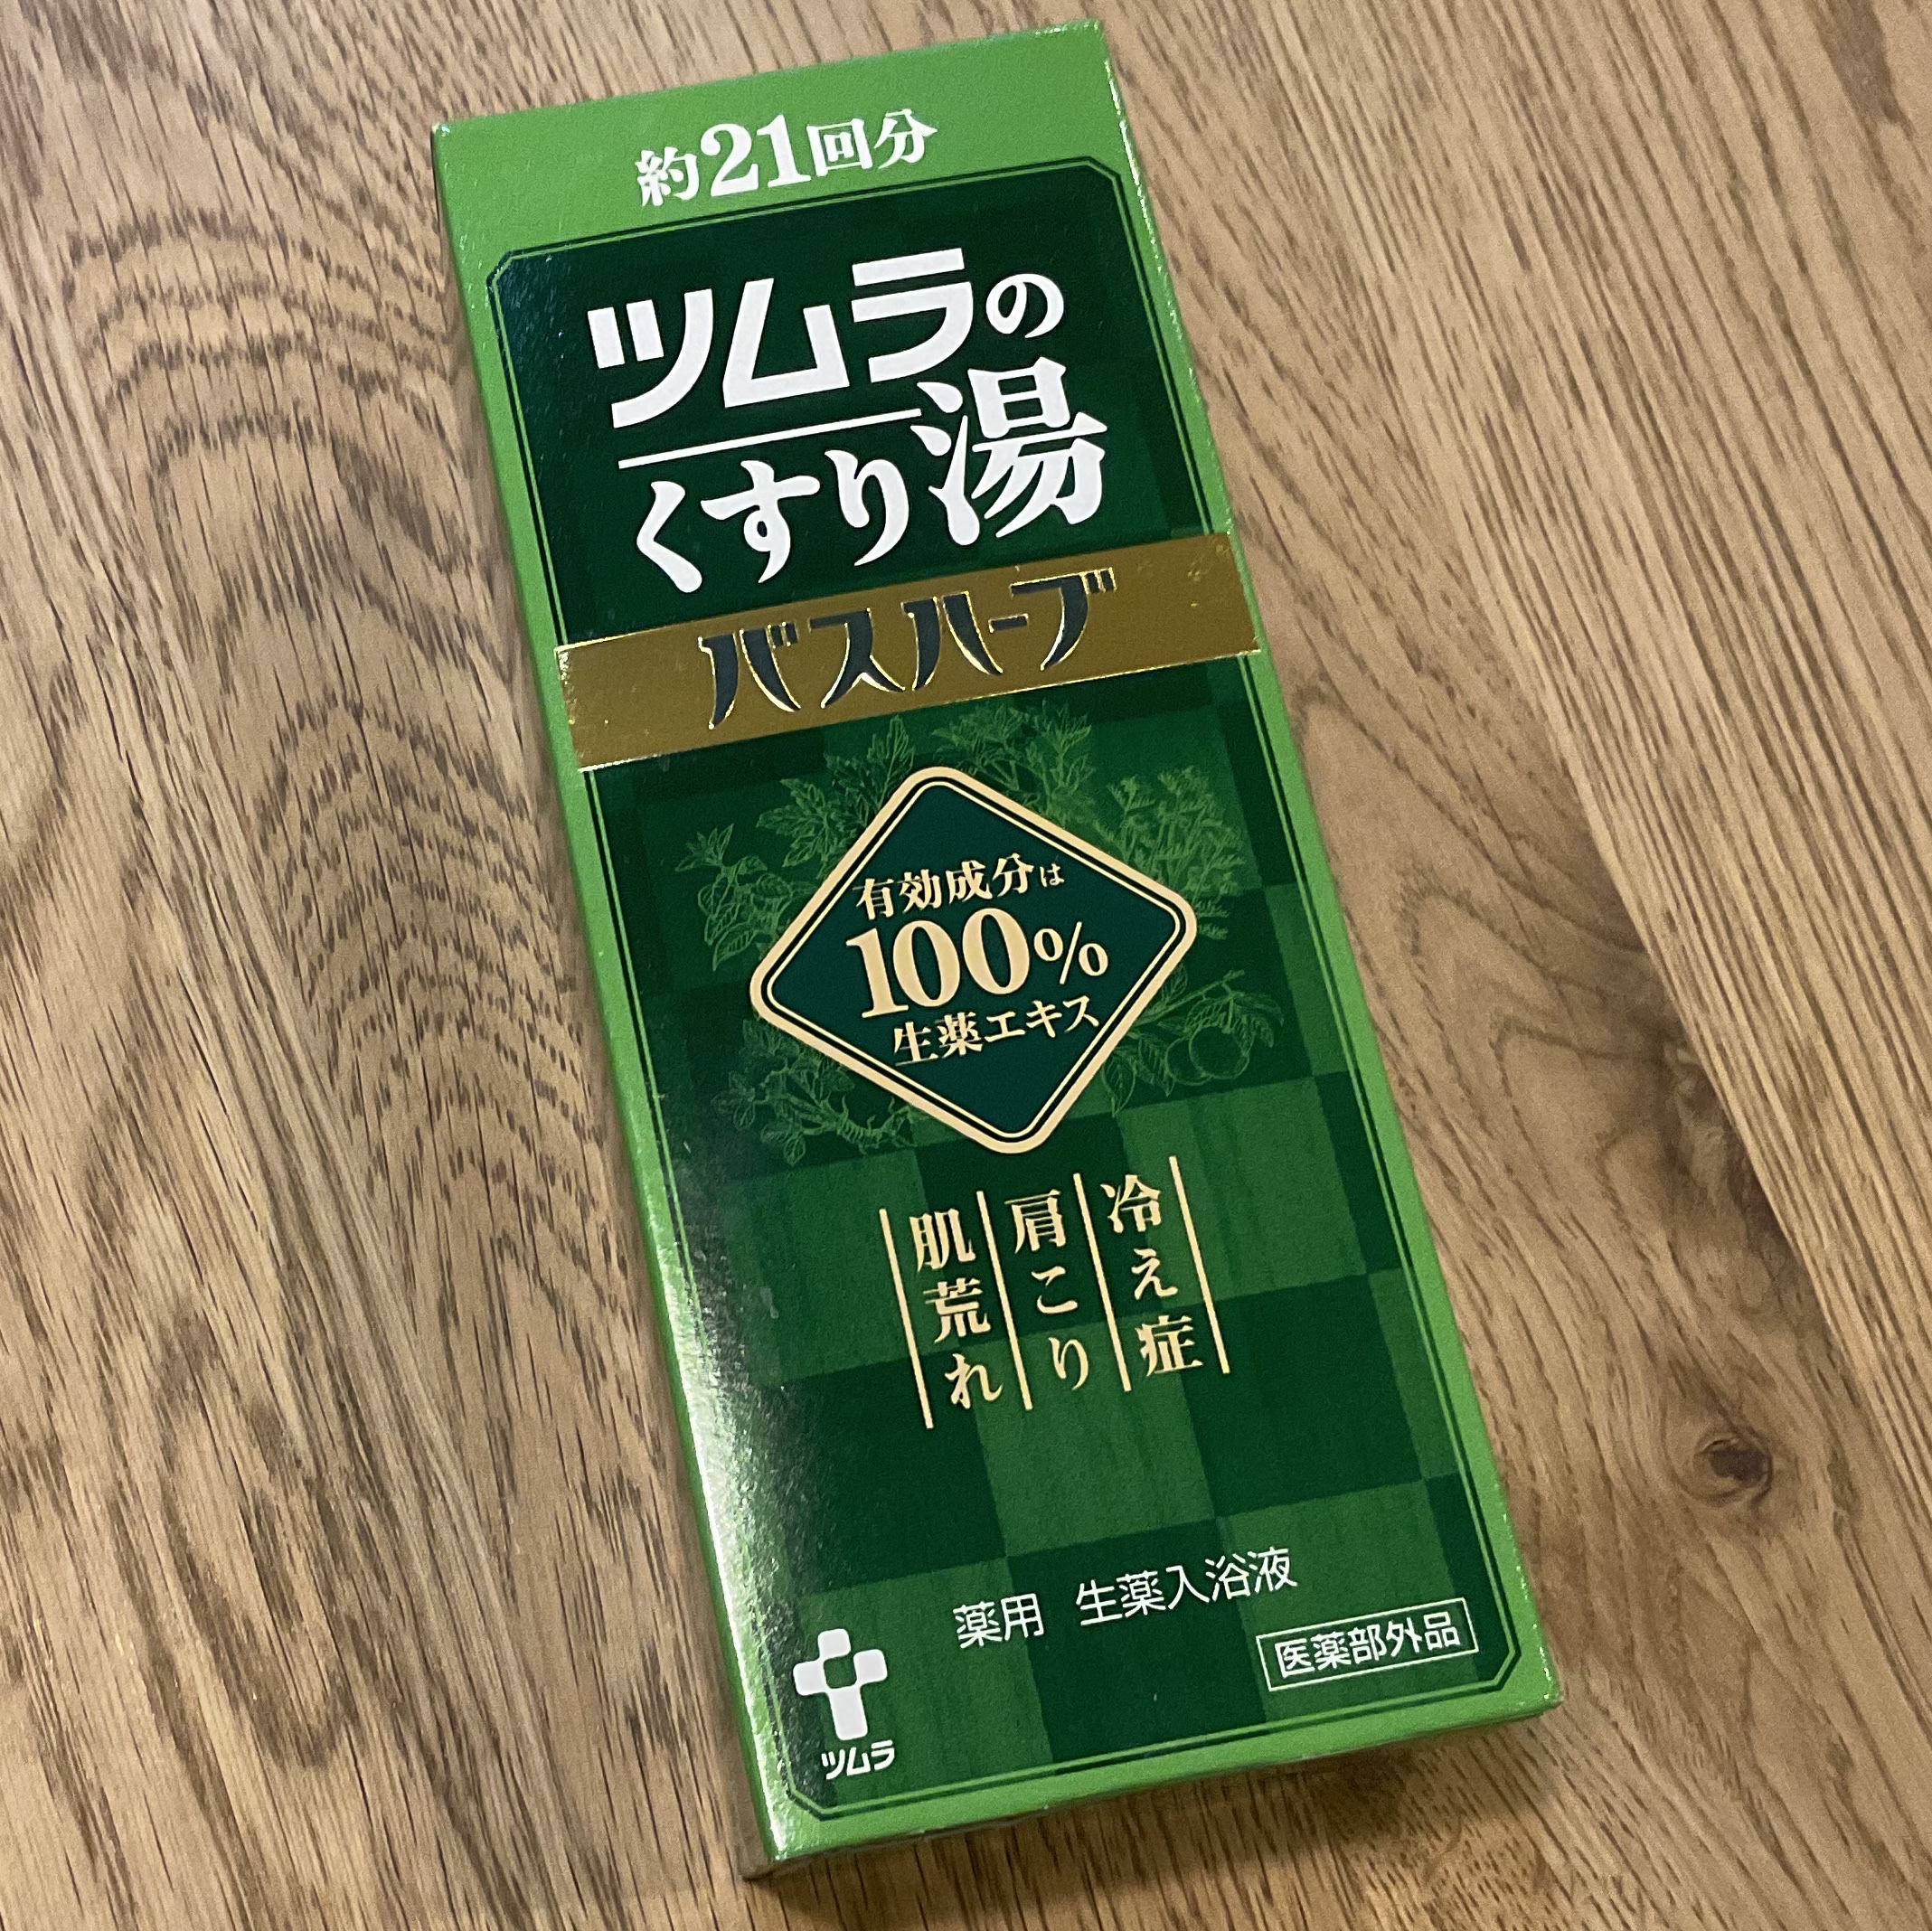 約21回分
ツムラの
くすり湯
バスハーブ
有効成分は
100%
生薬エキス
冷え症
肩こり
肌荒れ
薬用 生薬入浴液
医薬部外品
ツムラ